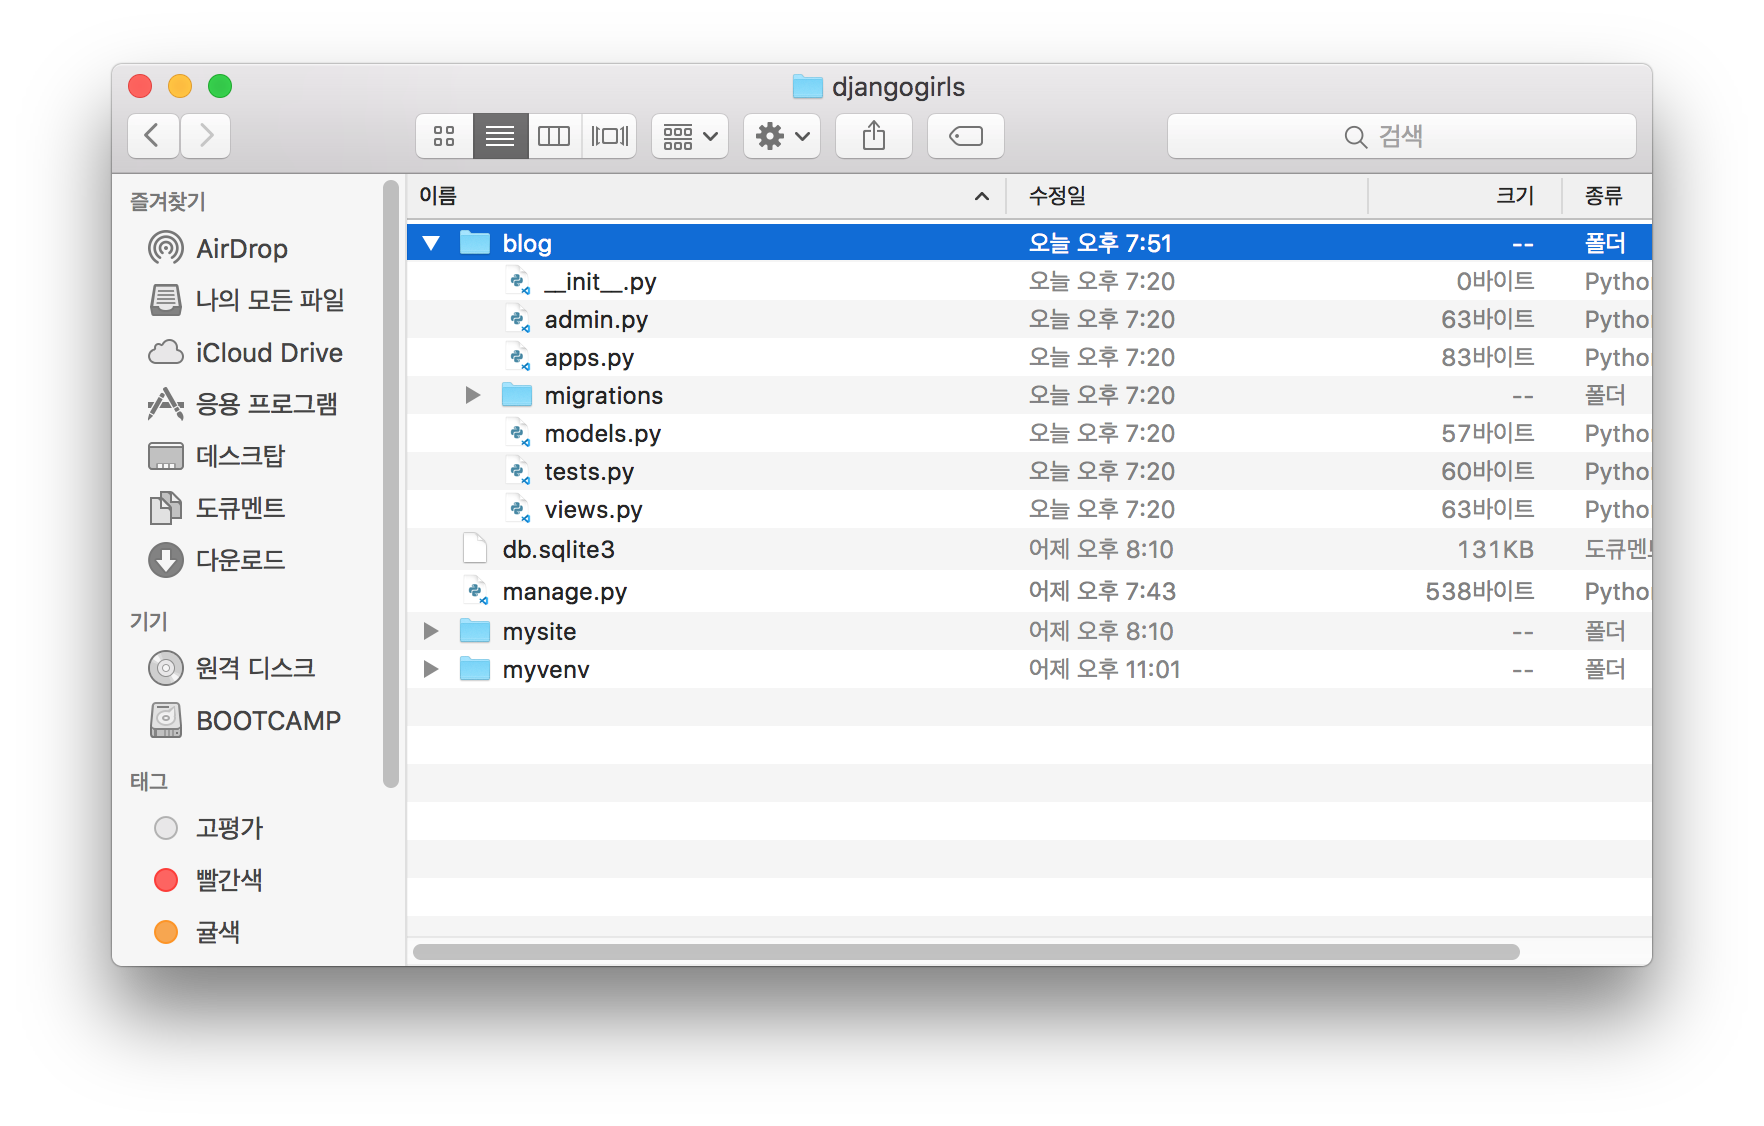 djangogirls
검색
즐겨찾기
AirDrop
나의 모든 파일
iCloud Drive
응용 프로그램
데스크탑
도큐멘트
다운로드
기기
원격 디스크
BOOTCAMP
태그
고평가
빨간색
귤색
이름 수정일 크기 종류
blog 오늘 오후 7:51 -- 폴더
__init__.py 오늘 오후 7:20 0바이트 Pytho
admin.py 오늘 오후 7:20 63바이트 Pytho
apps.py 오늘 오후 7:20 83바이트 Pytho
migrations 오늘 오후 7:20 -- 폴더
models.py 오늘 오후 7:20 57바이트 Pytho
tests.py 오늘 오후 7:20 60바이트 Pytho
views.py 오늘 오후 7:20 63바이트 Pytho
db.sqlite3 어제 오후 8:10 131KB 도큐멘트
manage.py 어제 오후 7:43 538바이트 Pytho
mysite 어제 오후 8:10 -- 폴더
myvenv 어제 오후 11:01 -- 폴더